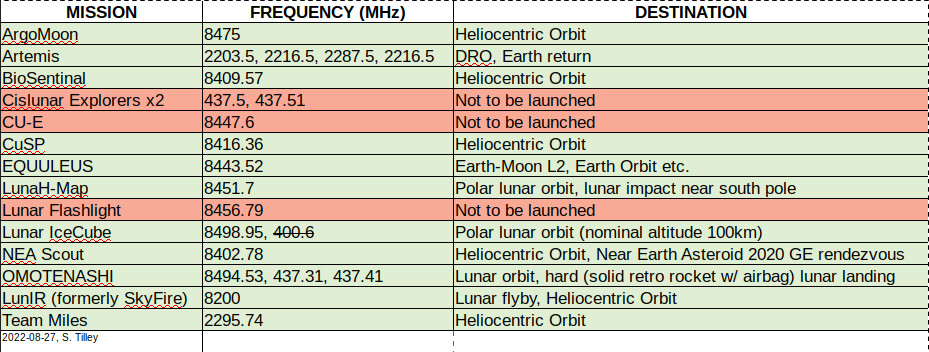 MISSION FREQUENCY (MHz) DESTINATION
ArgoMoon 8475 Heliocentric Orbit
Artemis 2203.5, 2216.5, 2287.5, 2216.5 DRO, Earth return
BioSentinal 8409.57 Heliocentric Orbit
Cislunar Explorers x2 437.5, 437.51 Not to be launched
CU-E 8447.6 Not to be launched
CuSP 8416.36 Heliocentric Orbit
EQUULEUS 8443.52 Earth-Moon L2, Earth Orbit etc.
LunaH-Map 8451.7 Polar lunar orbit, lunar impact near south pole
Lunar Flashlight 8456.79 Not to be launched
Lunar IceCube 8498.95, 400.6 Polar lunar orbit (nominal altitude 100km)
NEA Scout 8402.78 Heliocentric Orbit, Near Earth Asteroid 2020 GE rendezvous
OMOTENASHI 8494.53, 437.31, 437.41 Lunar orbit, hard (solid retro rocket w/ airbag) lunar landing
LunIR (formerly SkyFire) 8200 Lunar flyby, Heliocentric Orbit
Team Miles 2295.74 Heliocentric Orbit
2022-08-27, S. Tilley